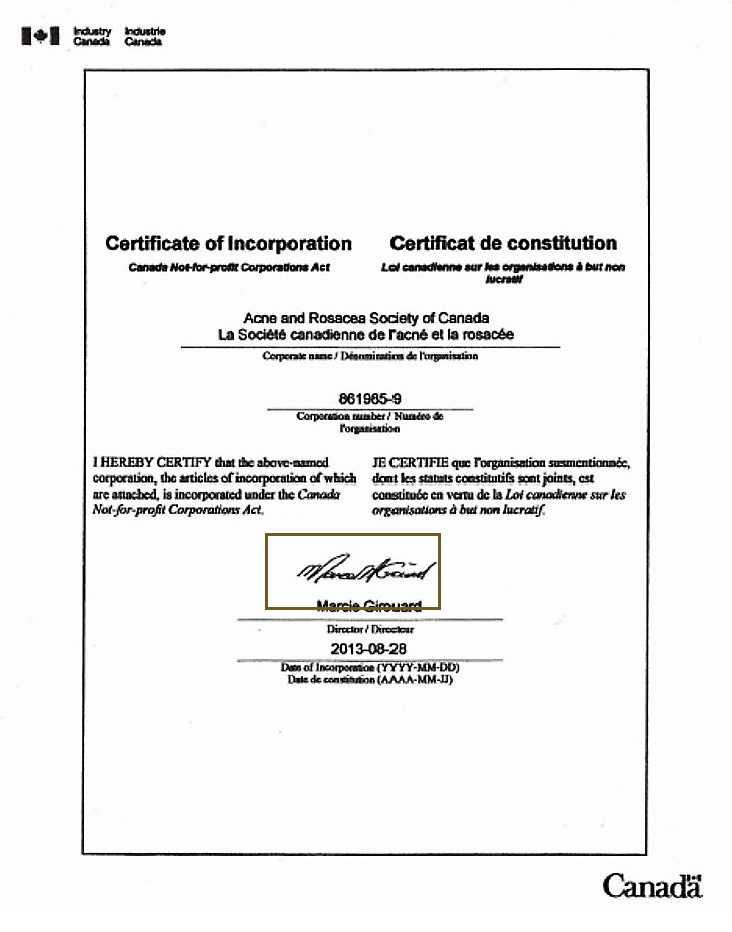 Industry Industrie
Canada Canada
Certificate of Incorporation
Canada Not-for-profit Corporations Act
Certificat de constitution
Loi canadienne sur les organisations à but non
lucratif
Acne and Rosacea Society of Canada
La Société canadienne de l'acné et la rosacée
Corporate name / Dénomination de l'organisation
861985-9
Corporation number / Numéro de
l'organisation
I HEREBY CERTIFY that the above-named
corporation, the articles of incorporation of which
are attached, is incorporated under the Canada
Not-for-profit Corporations Act.
JE CERTIFIE que l'organisation susmentionnée,
dont les statuts constitutifs sont joints, est
constituée en vertu de la Loi canadienne sur les
organisations à but non lucratif.
Marcie Girouard
Director / Directeur
2013-08-28
Date of Incorporation (YYYY-MM-DD)
Date de constitution (AAAA-MM-JJ)
Canada